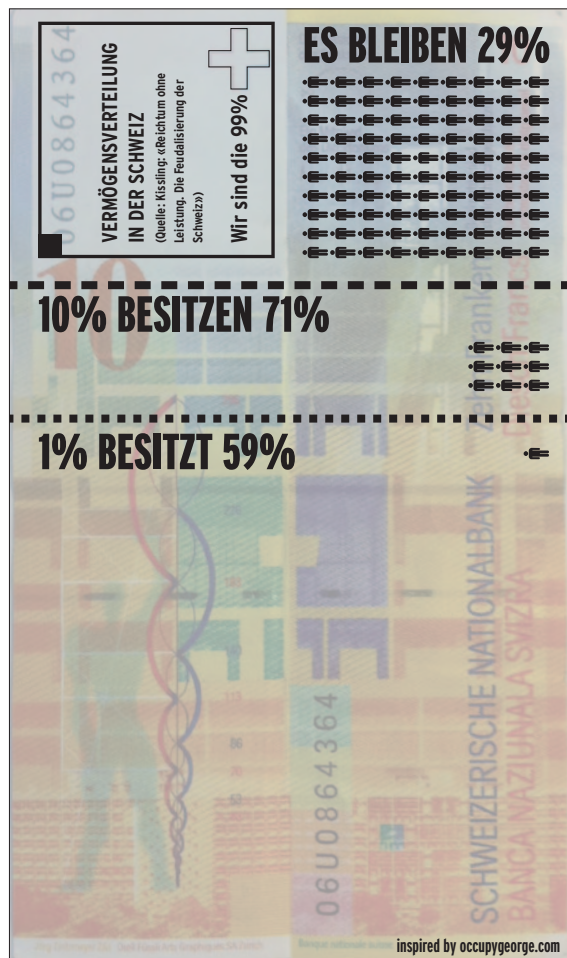 ES BLEIBEN 29%
06U0864364
VERMÖGENSVERTEILUNG
IN DER SCHWEIZ
(Quelle: Kissling: «Reichtum ohne
Leistung. Die Feudalisierung der
Schweiz»)
Wir sind die 99%
10
10% BESITZEN 71%
Zehn Franken
1% BESITZT 59%
SCHWEIZERISCHE NATIONALBANK
BANCA NAZIUNALA SVIZRA
06U0864364
inspired by occupygeorge.com